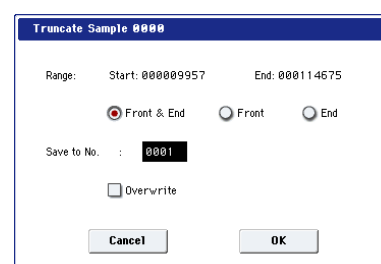 Truncate Sample 0000
Range: Start: 000009957 End: 000114675
Front & End Front End
Save to No. : 0001
Overwrite
Cancel OK